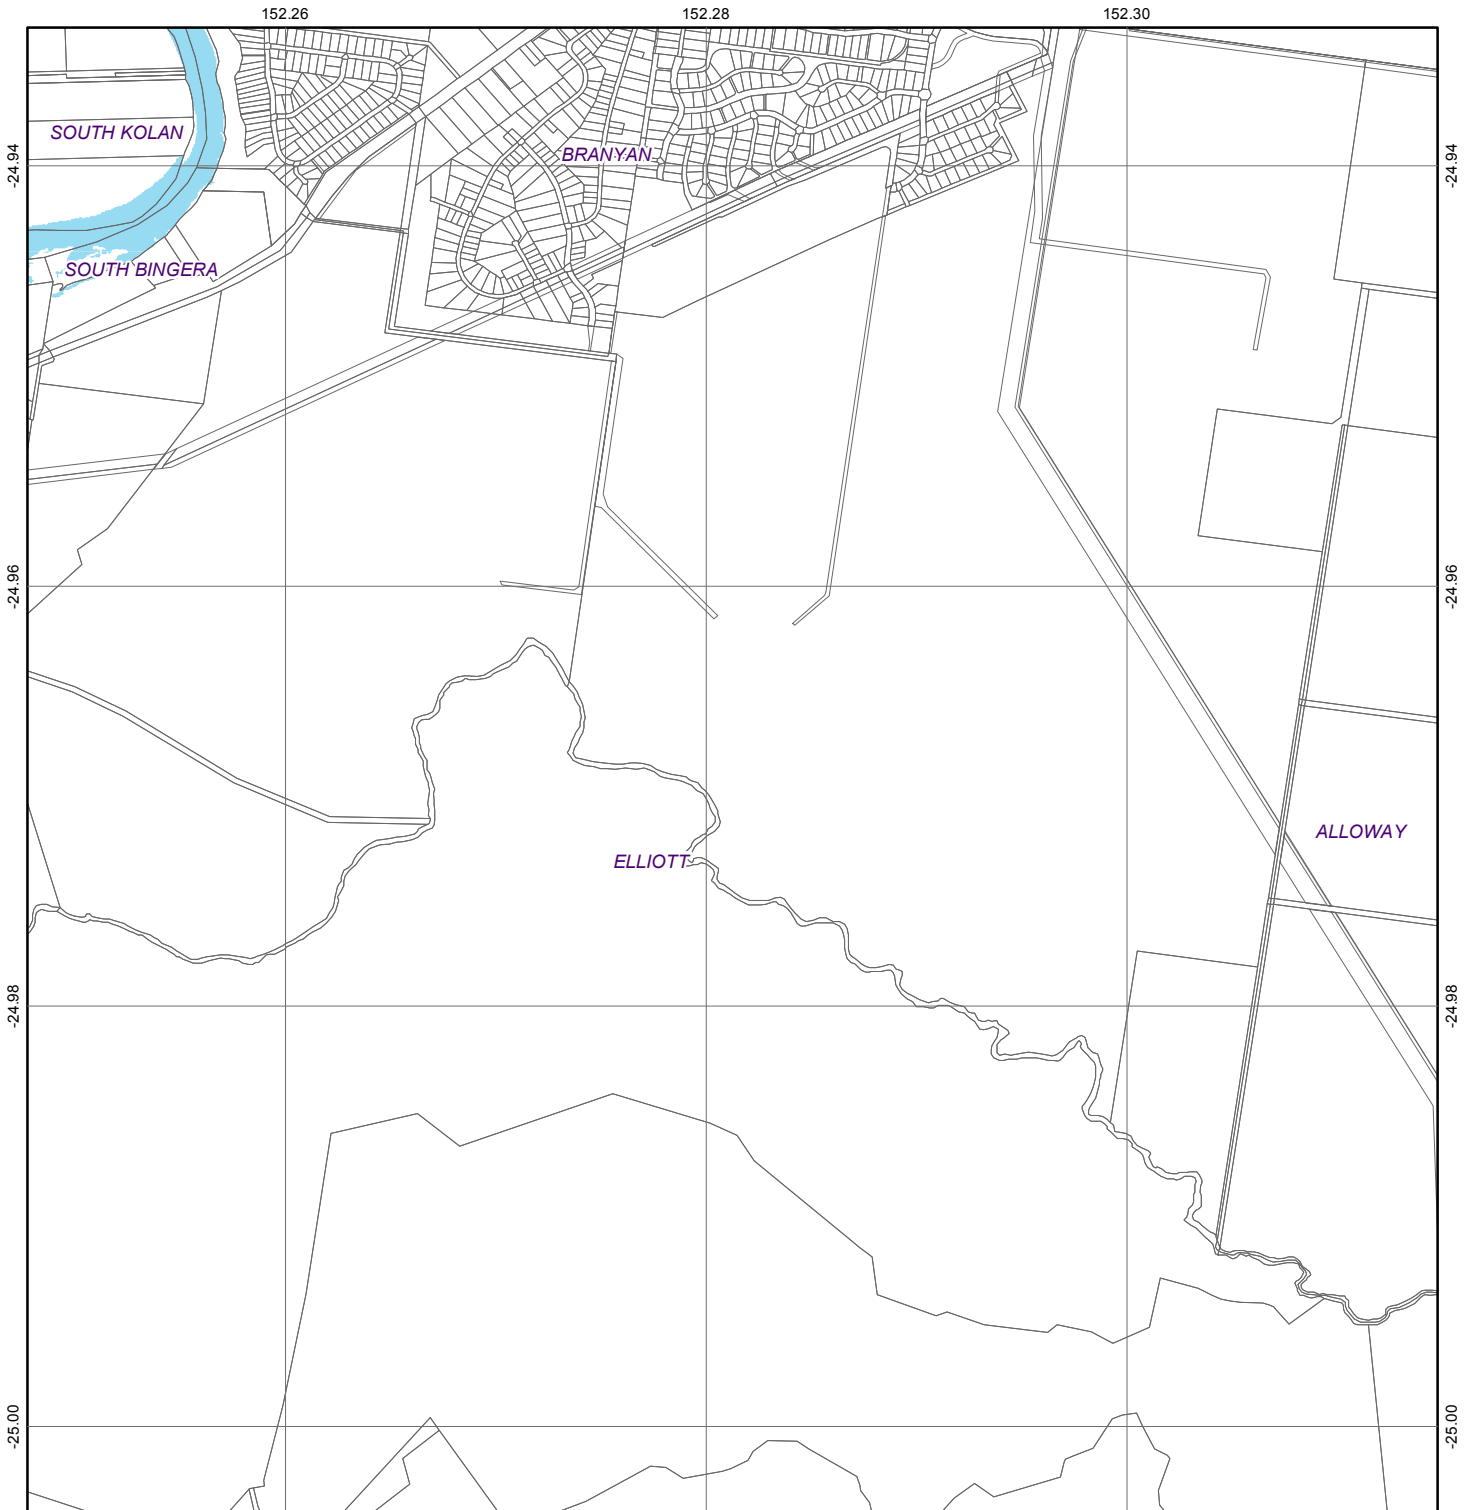 152.26 152.28 152.30
SOUTH KOLAN
BRANYAN
-24.94 -24.94
SOUTH BINGERA
-24.96 -24.96
ALLOWAY
ELLIOTT
-24.98 -24.98
-25.00 -25.00